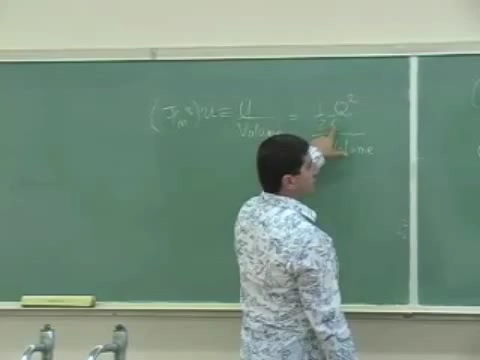 (J/m³) u ≡ U/Volume = ½ Q²/C / Volume